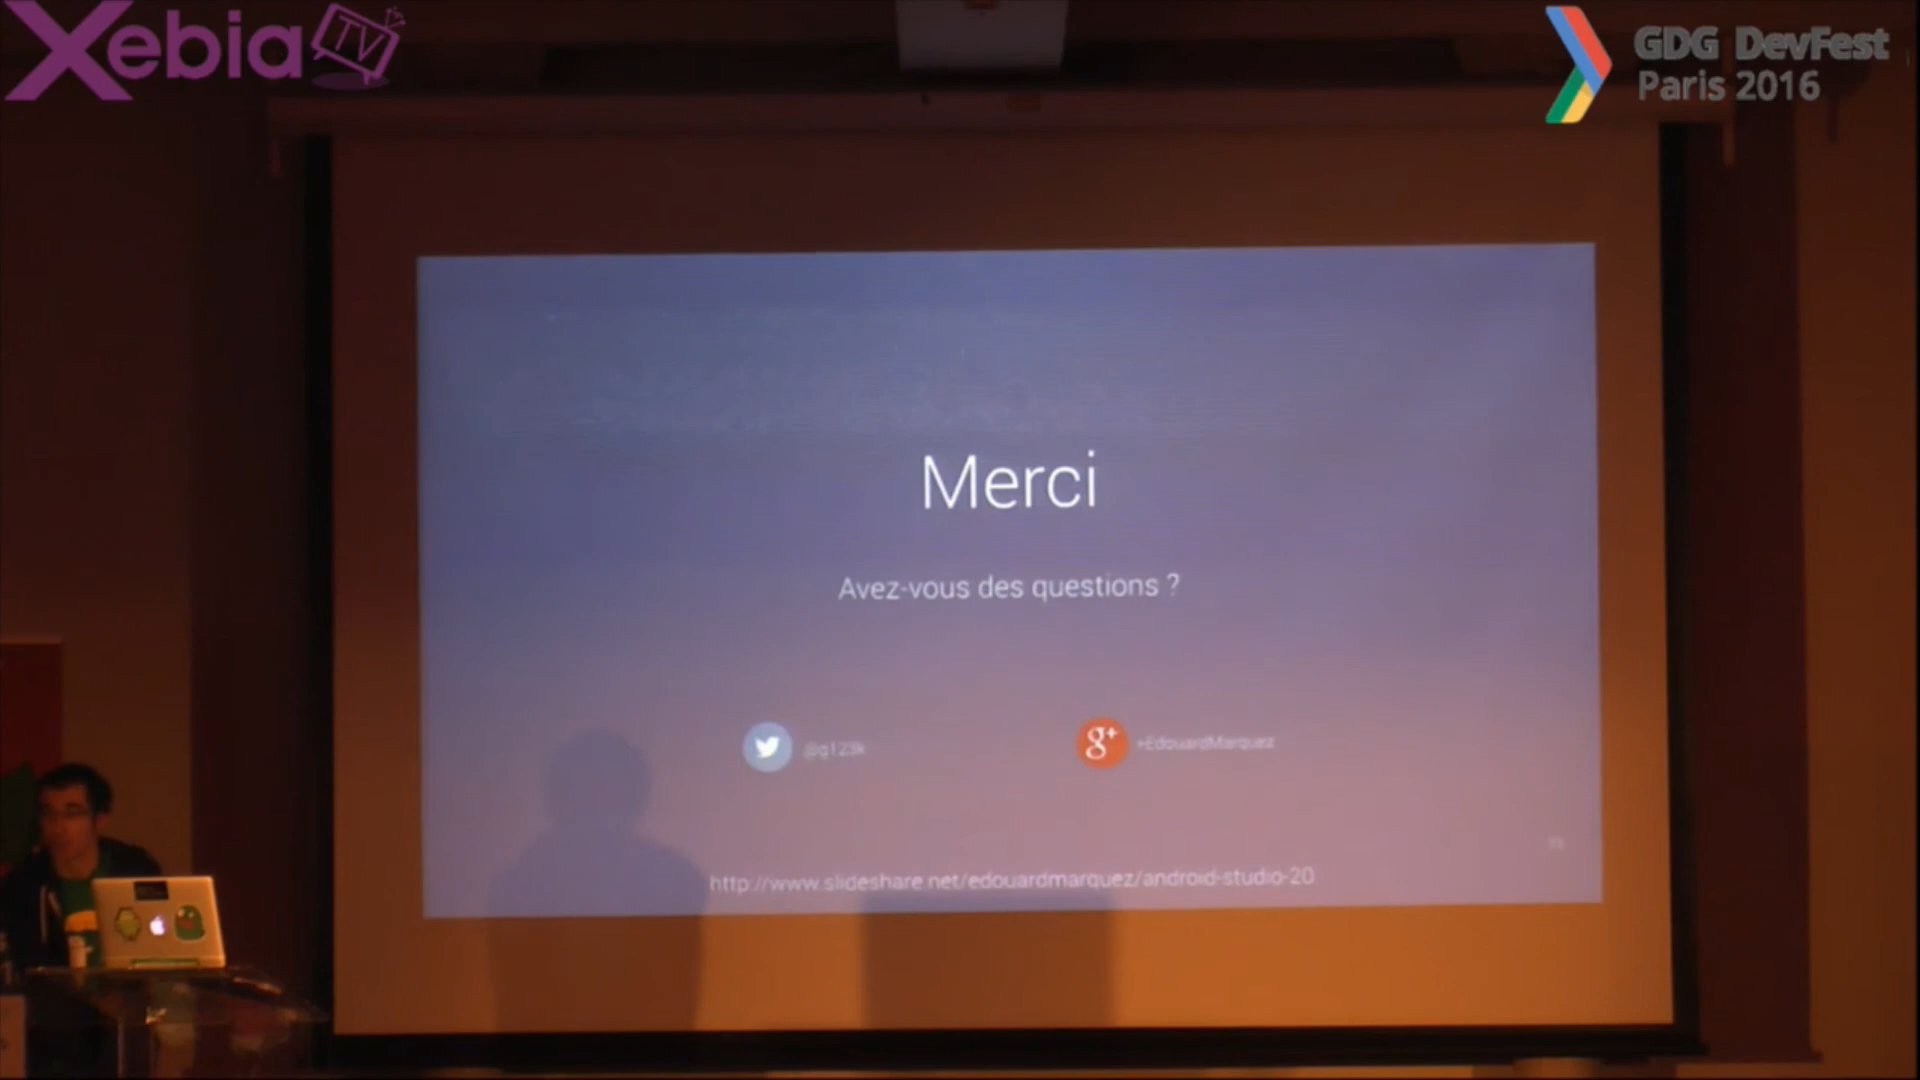 Xebia TV
GDG DevFest
Paris 2016
Merci
Avez-vous des questions ?
@g123k
g+ +EdouardMarquez
http://www.slideshare.net/edouardmarquez/android-studio-20